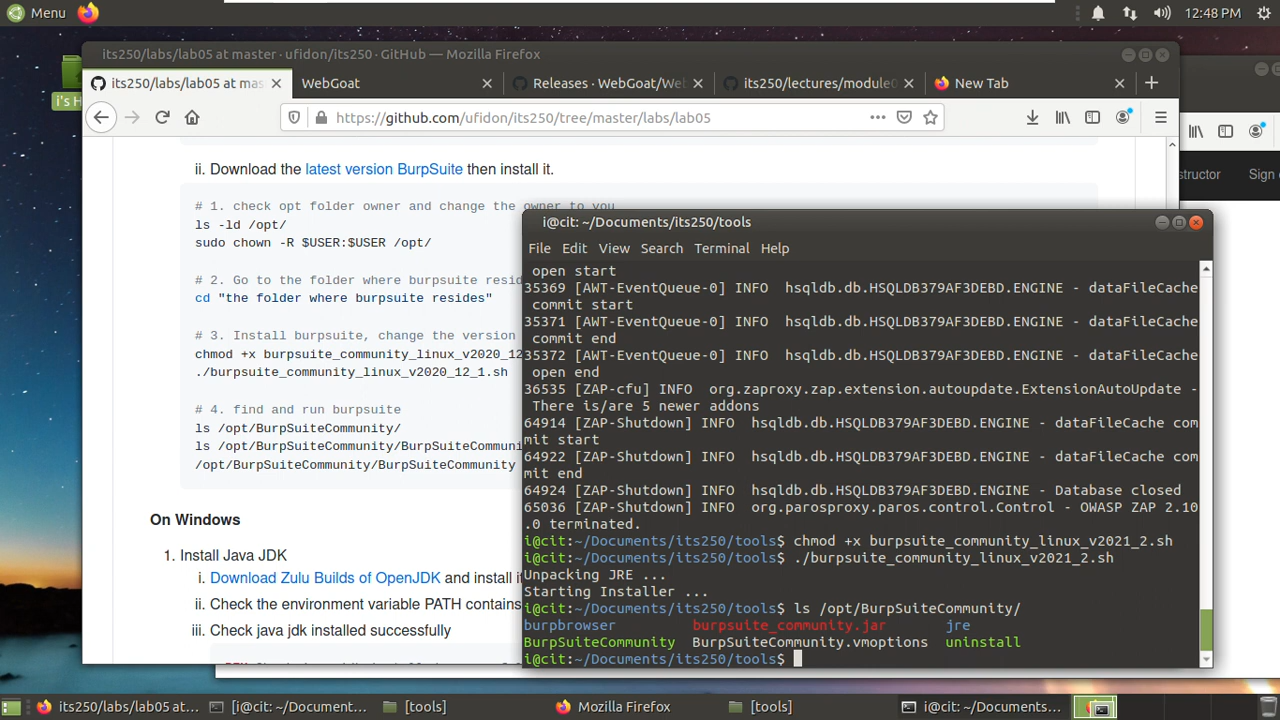 Menu
12:48 PM
its250/labs/lab05 at master · ufidon/its250 · GitHub — Mozilla Firefox
its250/labs/lab05 at mas
WebGoat
Releases · WebGoat/We
its250/lectures/module0
New Tab
https://github.com/ufidon/its250/tree/master/labs/lab05
i's H
structor
Sign
ii. Download the latest version BurpSuite then install it.
# 1. check opt folder owner and change the owner to you
ls -ld /opt/
sudo chown -R $USER:$USER /opt/
# 2. Go to the folder where burpsuite resid
cd "the folder where burpsuite resides"
# 3. Install burpsuite, change the version
chmod +x burpsuite_community_linux_v2020_12
./burpsuite_community_linux_v2020_12_1.sh
# 4. find and run burpsuite
ls /opt/BurpSuiteCommunity/
ls /opt/BurpSuiteCommunity/BurpSuiteCommuni
/opt/BurpSuiteCommunity/BurpSuiteCommunity
On Windows
1. Install Java JDK
i. Download Zulu Builds of OpenJDK and install it
ii. Check the environment variable PATH contains
iii. Check java jdk installed successfully
i@cit: ~/Documents/its250/tools
File Edit View Search Terminal Help
open start
35369 [AWT-EventQueue-0] INFO  hsqldb.db.HSQLDB379AF3DEBD.ENGINE - dataFileCache
commit start
35371 [AWT-EventQueue-0] INFO  hsqldb.db.HSQLDB379AF3DEBD.ENGINE - dataFileCache
commit end
35372 [AWT-EventQueue-0] INFO  hsqldb.db.HSQLDB379AF3DEBD.ENGINE - dataFileCache
open end
36535 [ZAP-cfu] INFO  org.zaproxy.zap.extension.autoupdate.ExtensionAutoUpdate -
There is/are 5 newer addons
64914 [ZAP-Shutdown] INFO  hsqldb.db.HSQLDB379AF3DEBD.ENGINE - dataFileCache com
mit start
64922 [ZAP-Shutdown] INFO  hsqldb.db.HSQLDB379AF3DEBD.ENGINE - dataFileCache com
mit end
64924 [ZAP-Shutdown] INFO  hsqldb.db.HSQLDB379AF3DEBD.ENGINE - Database closed
65036 [ZAP-Shutdown] INFO  org.parosproxy.paros.control.Control - OWASP ZAP 2.10
.0 terminated.
i@cit:~/Documents/its250/tools$ chmod +x burpsuite_community_linux_v2021_2.sh
i@cit:~/Documents/its250/tools$ ./burpsuite_community_linux_v2021_2.sh
Unpacking JRE ...
Starting Installer ...
i@cit:~/Documents/its250/tools$ ls /opt/BurpSuiteCommunity/
burpbrowser burpsuite_community.jar jre
BurpSuiteCommunity BurpSuiteCommunity.vmoptions uninstall
i@cit:~/Documents/its250/tools$
its250/labs/lab05 at...
[i@cit: ~/Document...
[tools]
Mozilla Firefox
[tools]
i@cit: ~/Documents...